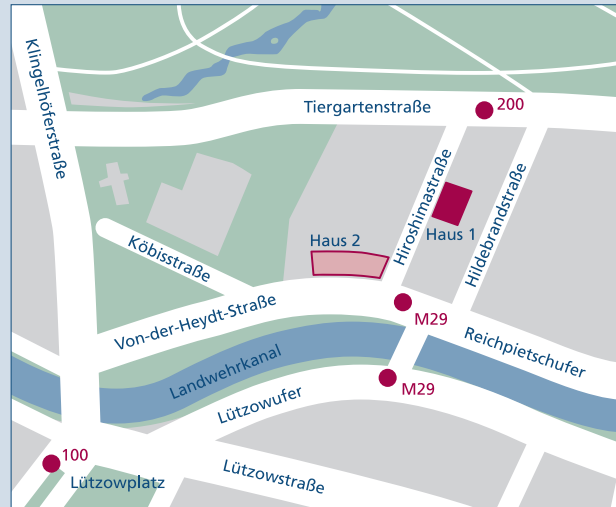 Klingelhöferstraße
Tiergartenstraße
200
Hiroshimastraße
Hildebrandstraße
Haus 1
Haus 2
Köbisstraße
Von-der-Heydt-Straße
M29
Reichpietschufer
Landwehrkanal
M29
Lützowufer
100
Lützowplatz
Lützowstraße